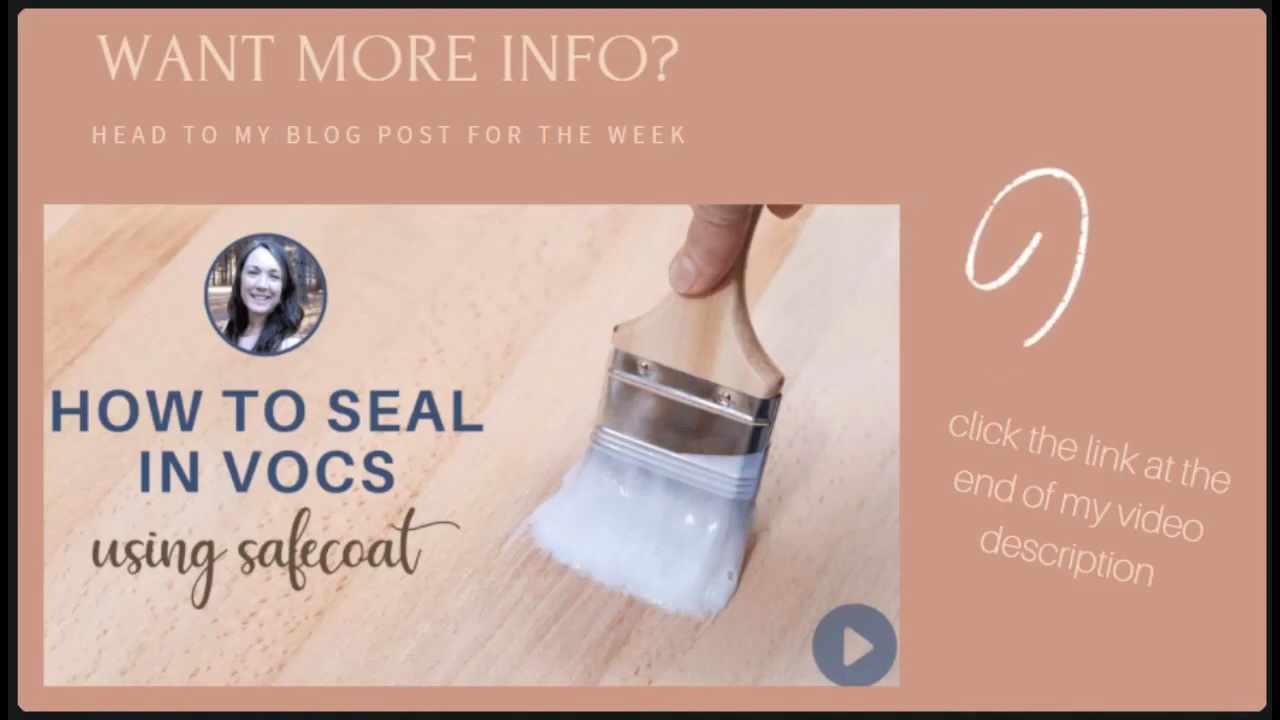 WANT MORE INFO?
HEAD TO MY BLOG POST FOR THE WEEK
HOW TO SEAL
IN VOCS
using safecoat
click the link at the
end of my video
description